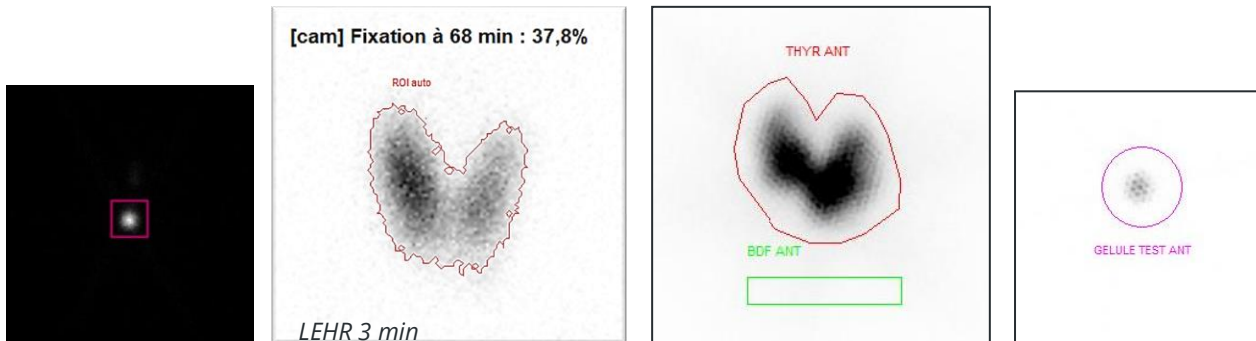 [cam] Fixation à 68 min : 37,8%
ROI auto
LEHR 3 min
THYR ANT
BDF ANT
GELULE TEST ANT